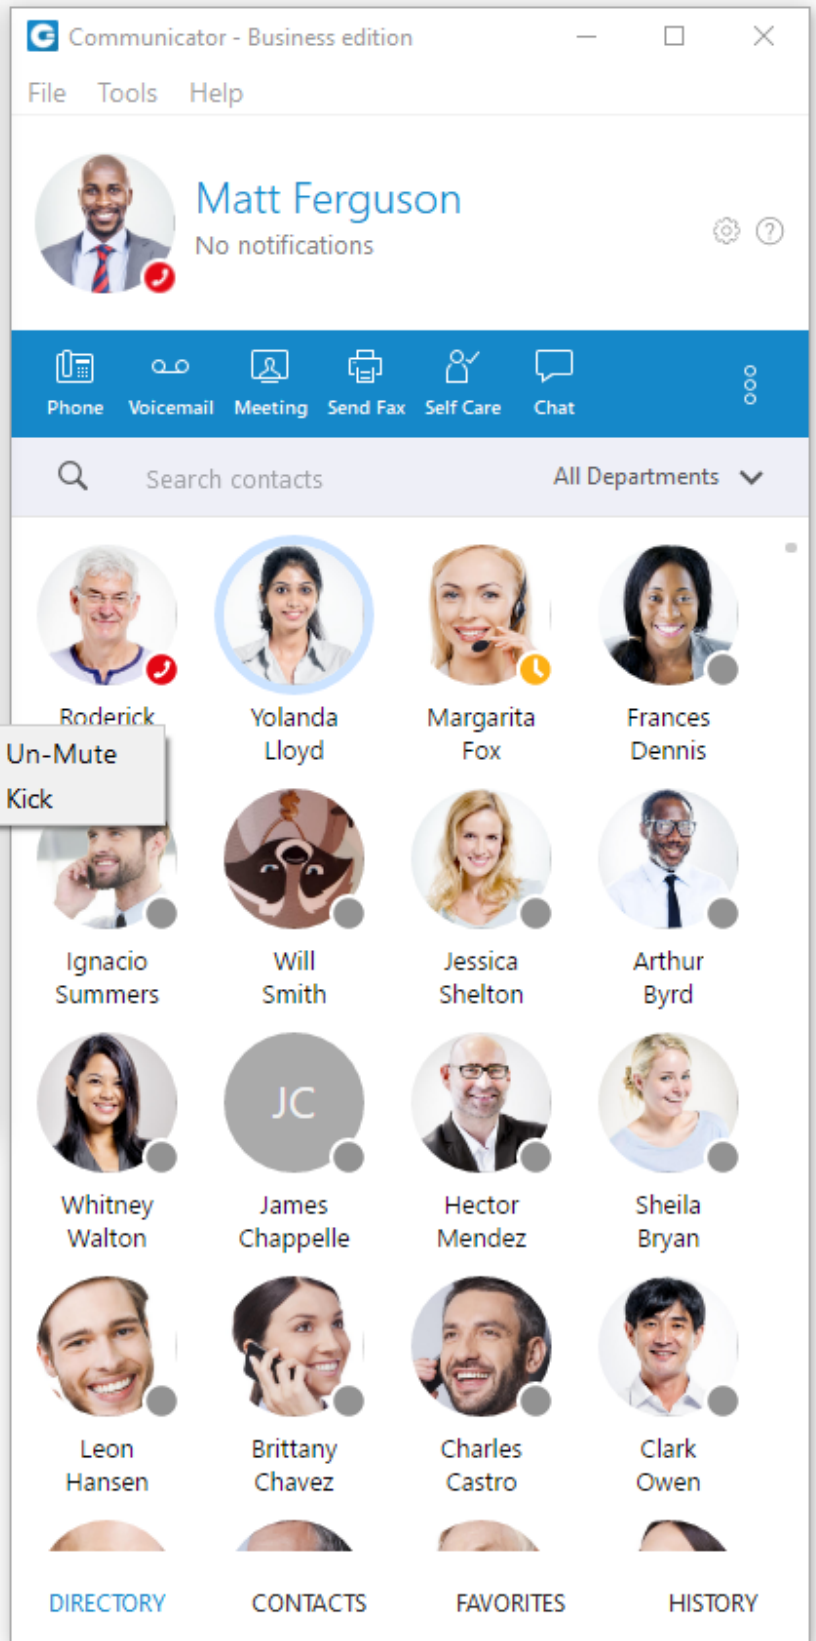 Communicator - Business edition
File Tools Help
Matt Ferguson
No notifications
Phone Voicemail Meeting Send Fax Self Care Chat
Search contacts All Departments
Roderick Yolanda Margarita Frances
Lloyd Fox Dennis
Un-Mute
Kick
Ignacio Will Jessica Arthur
Summers Smith Shelton Byrd
JC
Whitney James Hector Sheila
Walton Chappelle Mendez Bryan
Leon Brittany Charles Clark
Hansen Chavez Castro Owen
DIRECTORY CONTACTS FAVORITES HISTORY